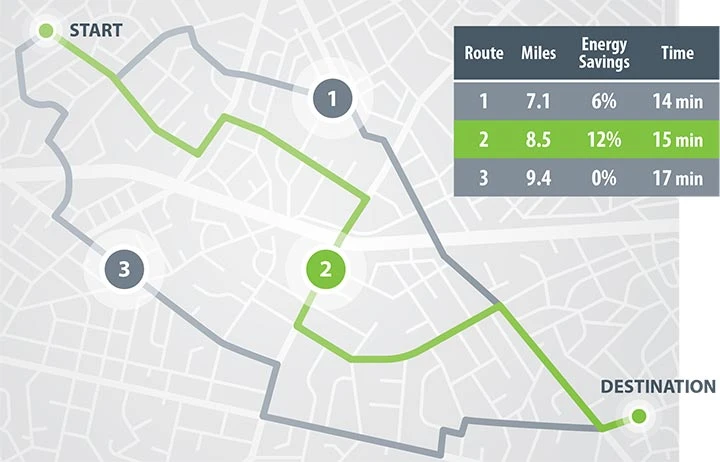 START
Route Miles Energy Savings Time
1 7.1 6% 14 min
2 8.5 12% 15 min
3 9.4 0% 17 min
1
2
3
DESTINATION